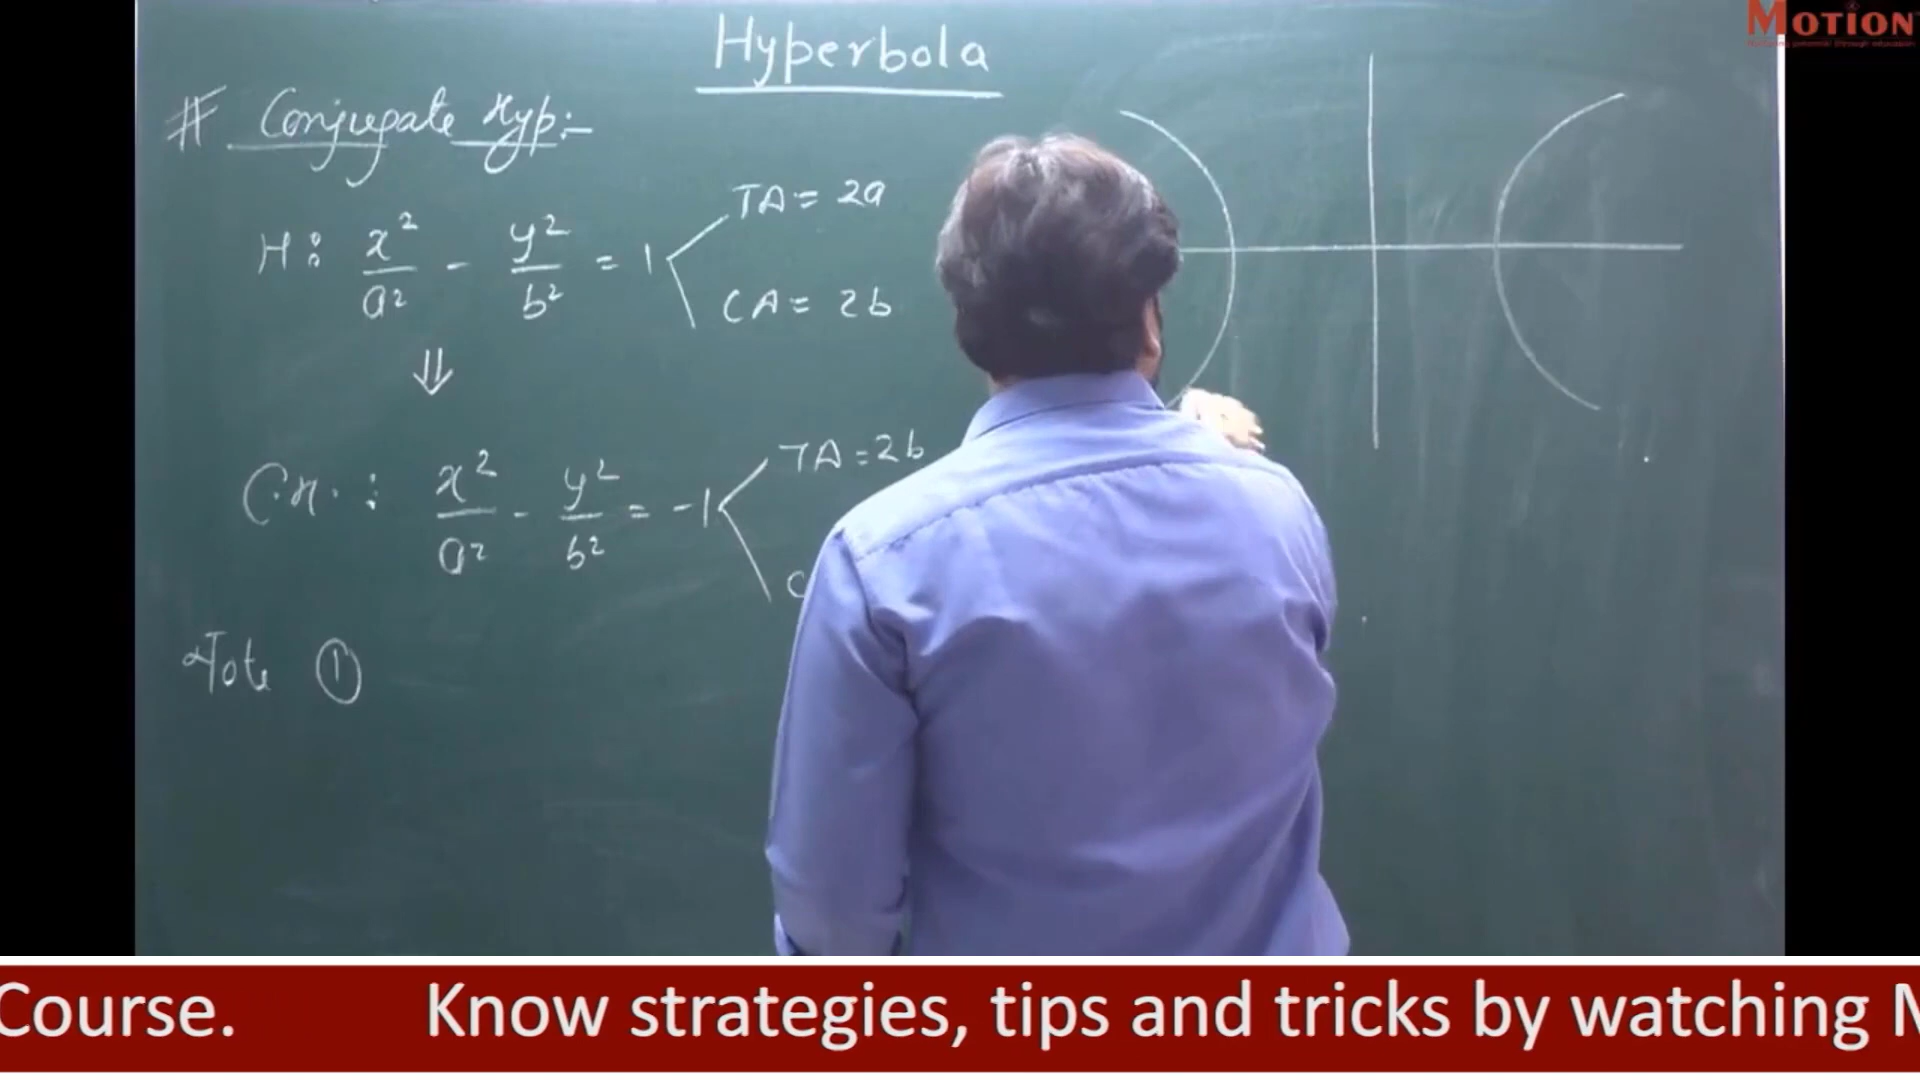 Hyperbola
MOTION
# Conjugate Hyp:-
H: x²/a² - y²/b² = 1
TA = 2a
CA = 2b
⇓
C.H. : x²/a² - y²/b² = -1
TA = 2b
C
Note ①
Course. Know strategies, tips and tricks by watching M